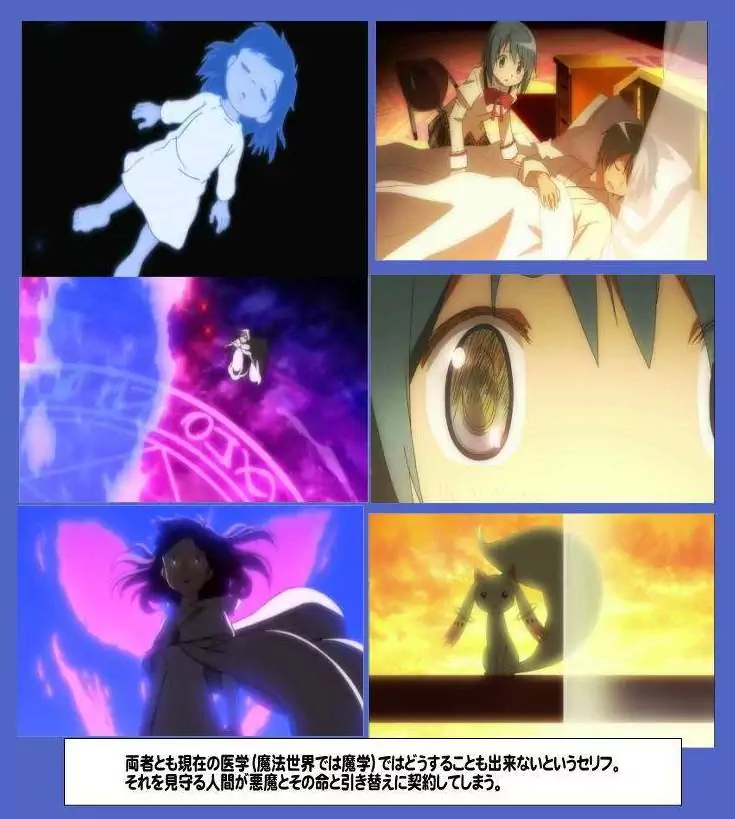 両者とも現在の医学(魔法世界では魔学)ではどうすることも出来ないというセリフ。
それを見守る人間が悪魔とその命と引き替えに契約してしまう。